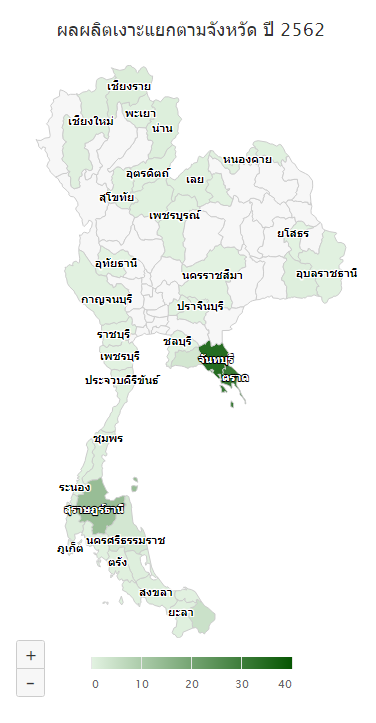 ผลผลิตเงาะแยกตามจังหวัด ปี 2562
เชียงราย
พะเยา
เชียงใหม่
น่าน
หนองคาย
อุตรดิตถ์
เลย
สุโขทัย
เพชรบูรณ์
ยโสธร
อุทัยธานี
นครราชสีมา
อุบลราชธานี
กาญจนบุรี
ปราจีนบุรี
ราชบุรี
ชลบุรี
เพชรบุรี
จันทบุรี
ประจวบคีรีขันธ์
ตราด
ชุมพร
ระนอง
สุราษฎร์ธานี
นครศรีธรรมราช
ภูเก็ต
ตรัง
สงขลา
ยะลา
+
−
0 10 20 30 40